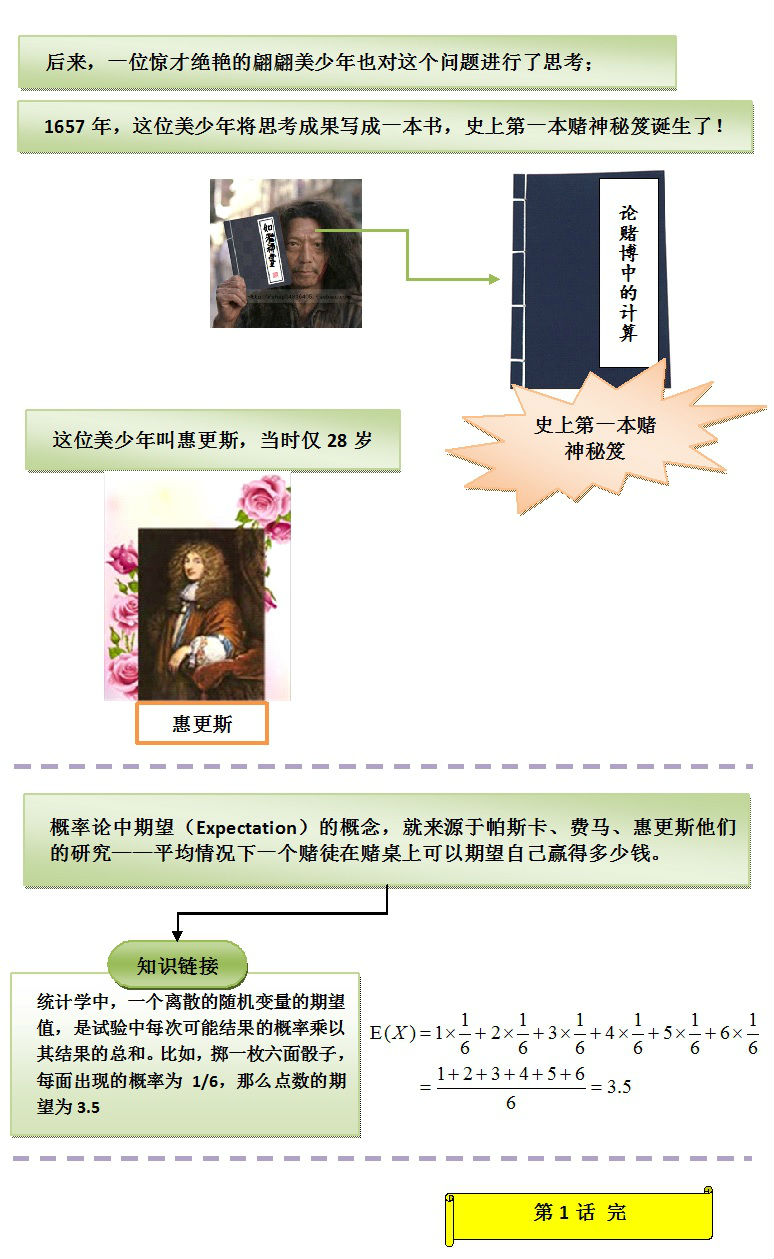 后来，一位惊才绝艳的翩翩美少年也对这个问题进行了思考；
1657 年，这位美少年将思考成果写成一本书，史上第一本赌神秘笈诞生了！
论赌博中的计算
史上第一本赌
神秘笈
这位美少年叫惠更斯，当时仅 28 岁
惠更斯
概率论中期望（Expectation）的概念，就来源于帕斯卡、费马、惠更斯他们
的研究——平均情况下一个赌徒在赌桌上可以期望自己赢得多少钱。
知识链接
统计学中，一个离散的随机变量的期望
值，是试验中每次可能结果的概率乘以
其结果的总和。比如，掷一枚六面骰子，
每面出现的概率为 1/6，那么点数的期
望为 3.5
E(X) = 1×1/6 + 2×1/6 + 3×1/6 + 4×1/6 + 5×1/6 + 6×1/6
= (1+2+3+4+5+6)/6 = 3.5
第 1 话 完